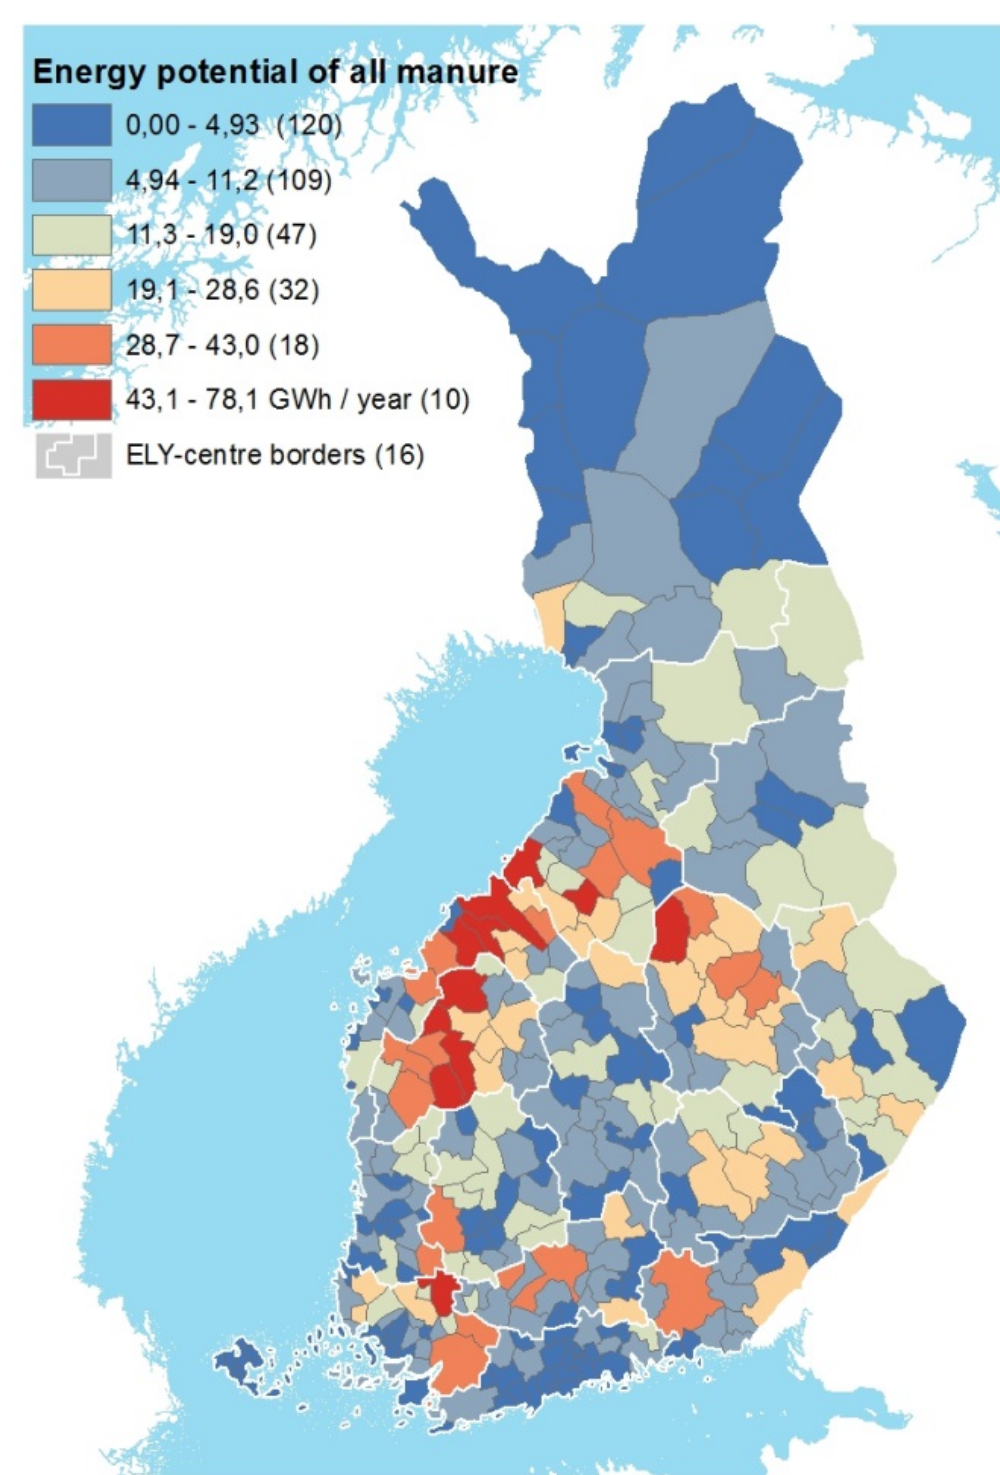 Energy potential of all manure
0,00 - 4,93 (120)
4,94 - 11,2 (109)
11,3 - 19,0 (47)
19,1 - 28,6 (32)
28,7 - 43,0 (18)
43,1 - 78,1 GWh / year (10)
ELY-centre borders (16)